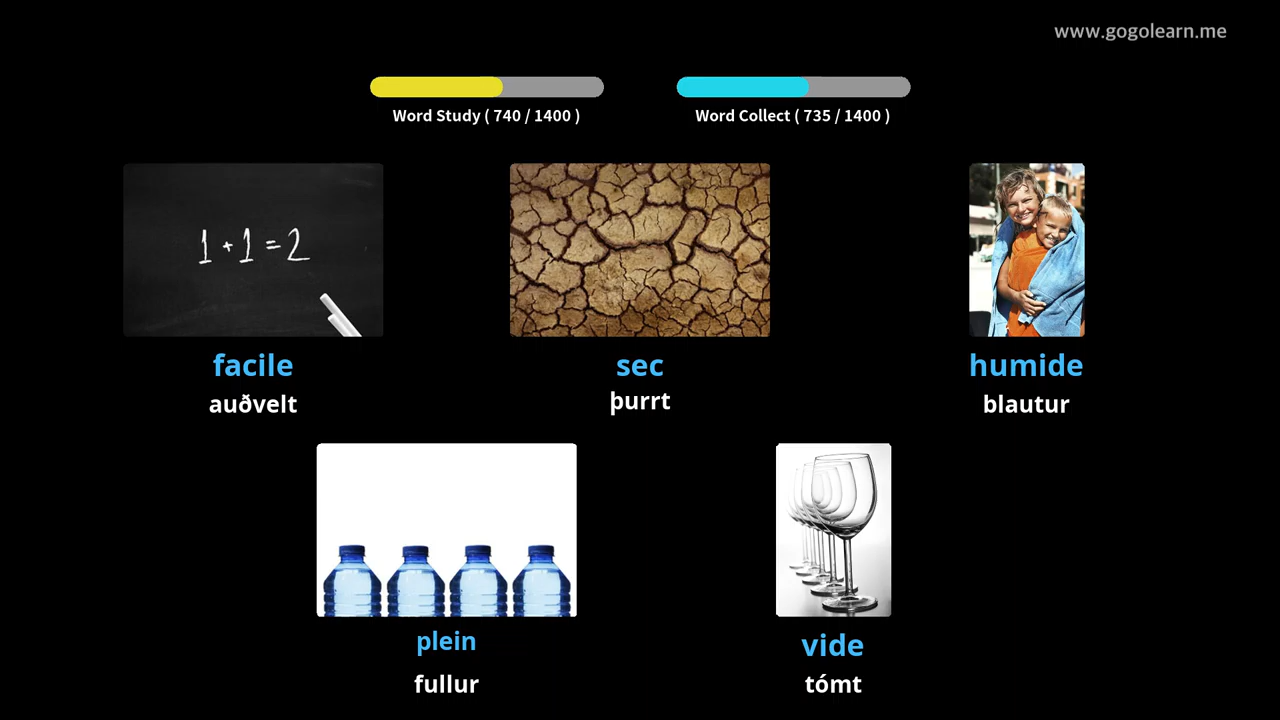 www.gogolearn.me
Word Study ( 740 / 1400 )
Word Collect ( 735 / 1400 )
1 + 1 = 2
facile
auðvelt
sec
þurrt
humide
blautur
plein
fullur
vide
tómt